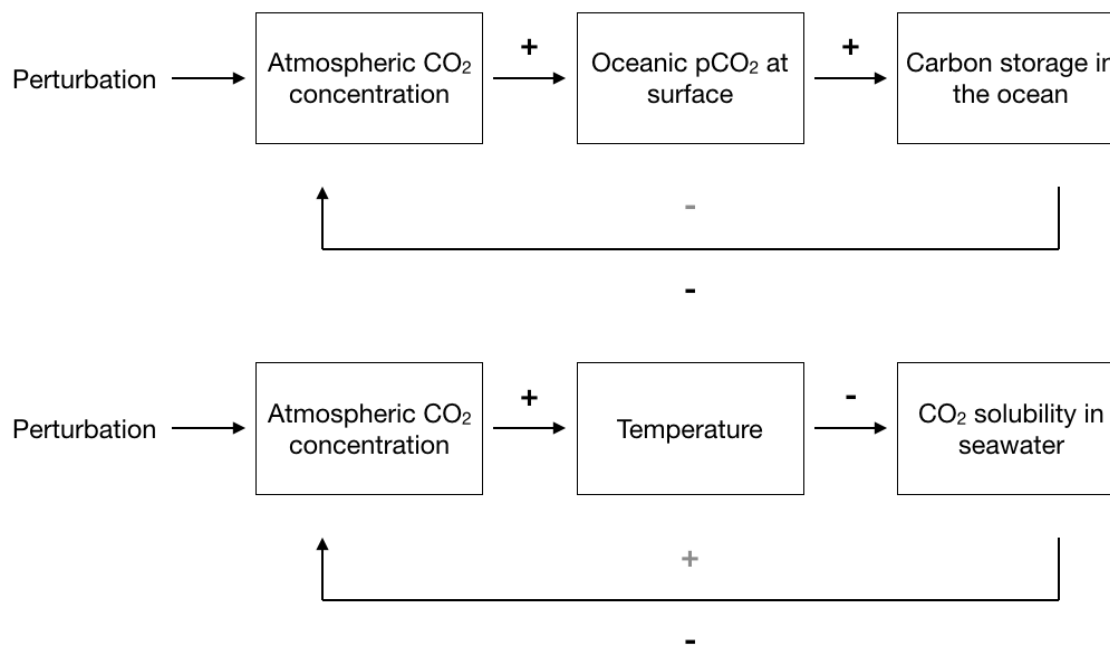 +
+
Perturbation
Atmospheric CO₂
concentration
Oceanic pCO₂ at
surface
Carbon storage in
the ocean
-
-
+
-
Perturbation
Atmospheric CO₂
concentration
Temperature
CO₂ solubility in
seawater
+
-